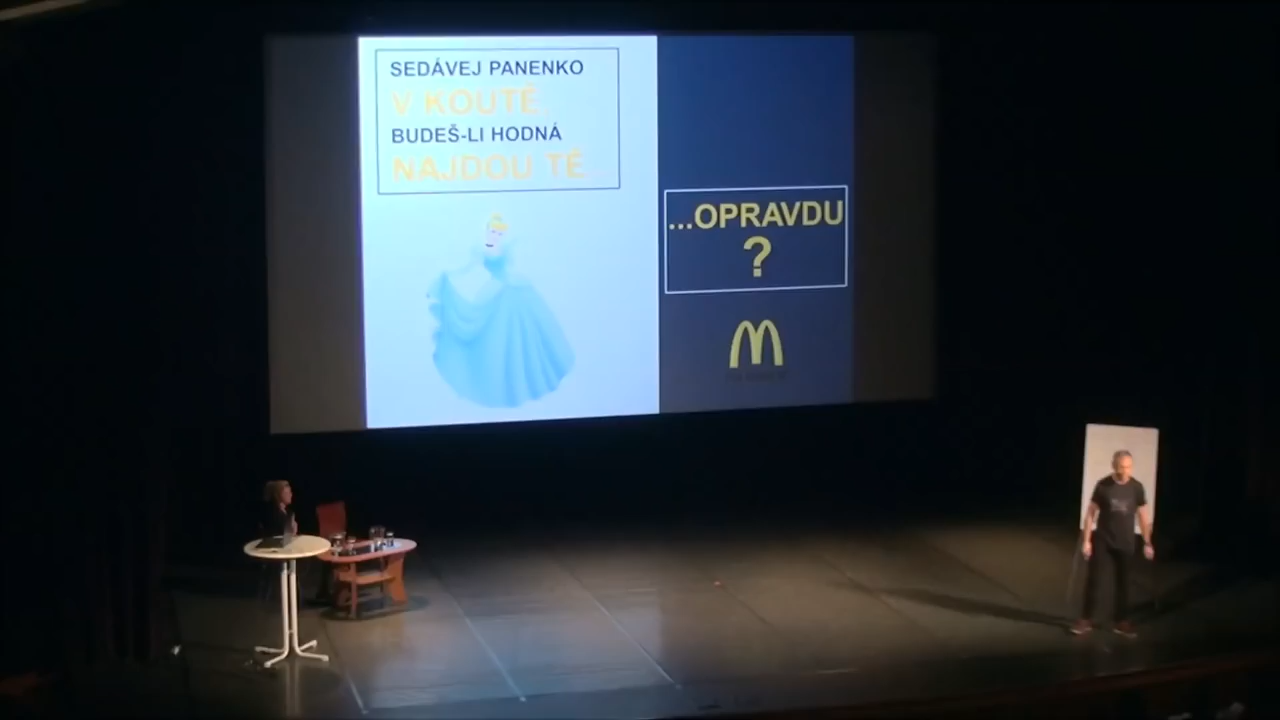 SEDÁVEJ PANENKO
V KOUTĚ,
BUDEŠ-LI HODNÁ
NAJDOU TĚ...
...OPRAVDU
?